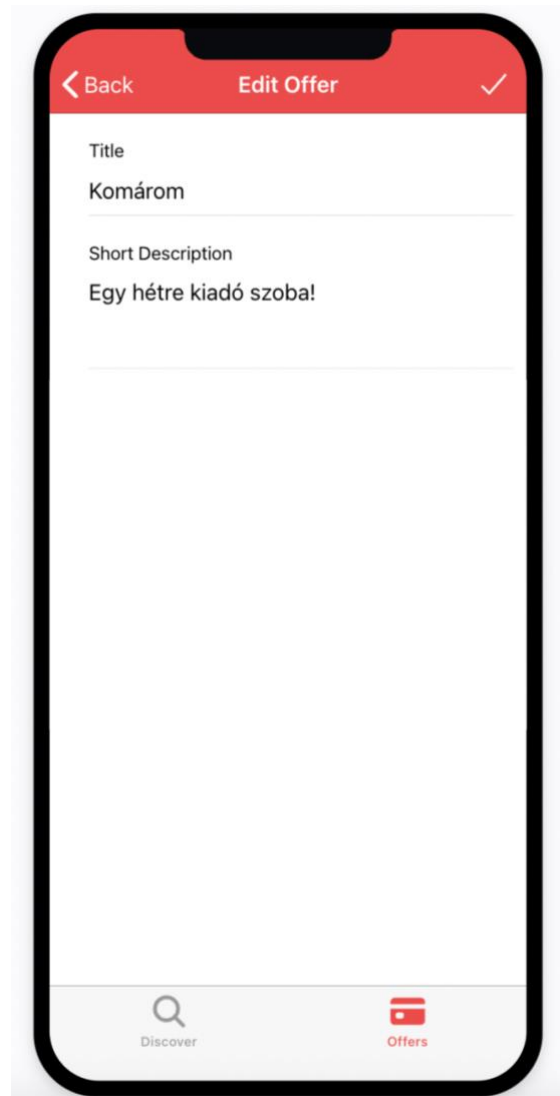 Back
Edit Offer
Title
Komárom
Short Description
Egy hétre kiadó szoba!
Discover
Offers